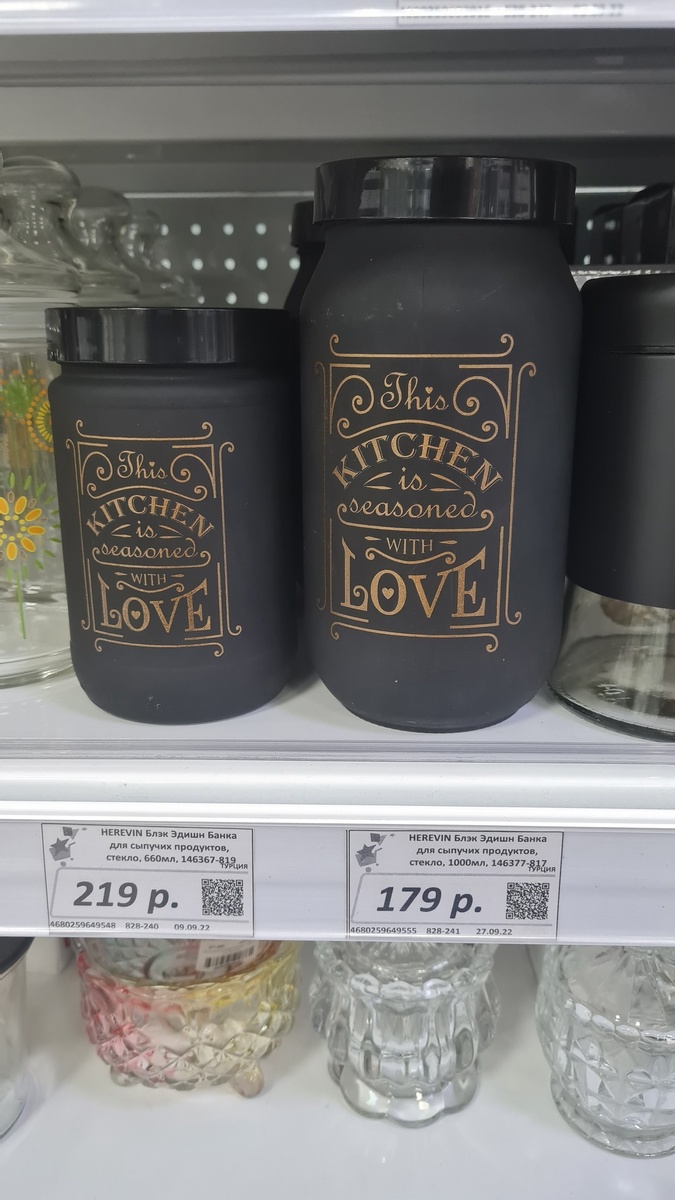 This
KITCHEN
is
seasoned
WITH
LOVE
This
KITCHEN
is
seasoned
WITH
LOVE
HEREVIN Блэк Эдишн Банка
для сыпучих продуктов,
стекло, 660мл, 146367-819
ТУРЦИЯ
219 р.
4680259649548 828-240 09.09.22
HEREVIN Блэк Эдишн Банка
для сыпучих продуктов,
стекло, 1000мл, 146377-817
ТУРЦИЯ
179 р.
4680259649555 828-241 27.09.22